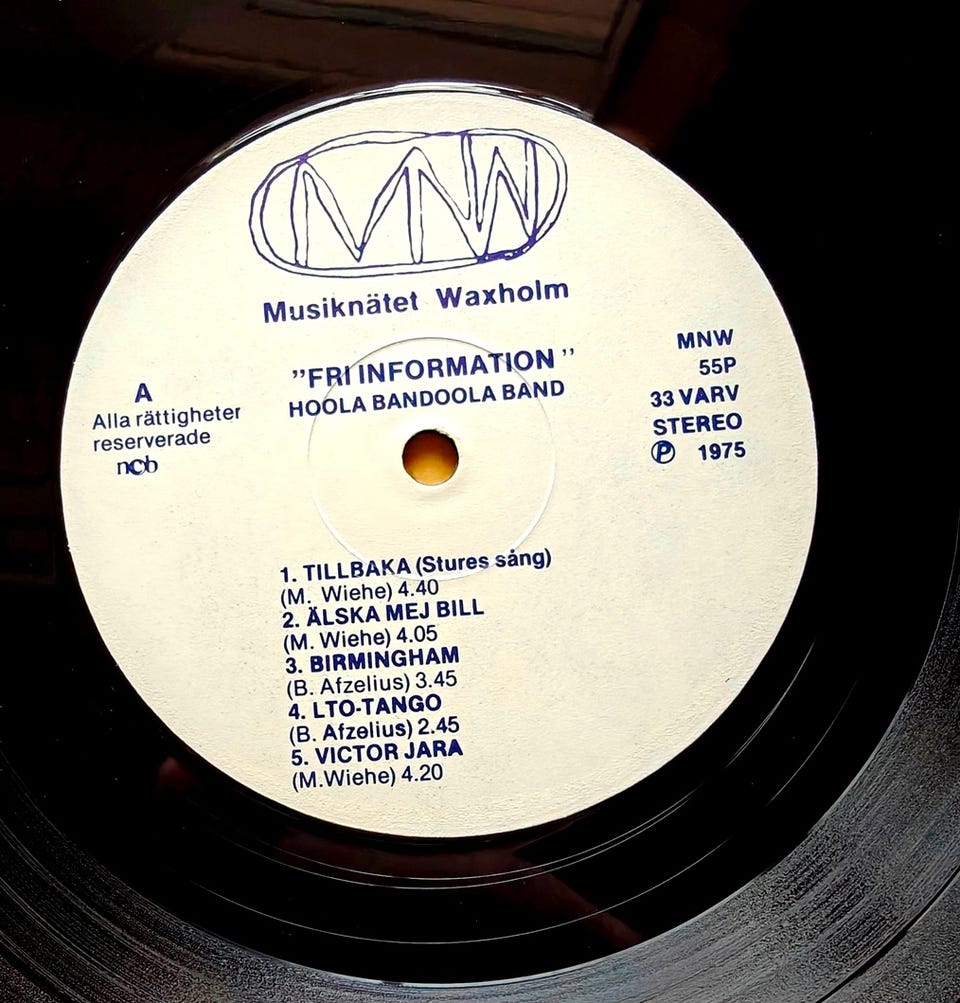 MNW
Musiknätet Waxholm
”FRI INFORMATION”
HOOLA BANDOOLA BAND
A
Alla rättigheter
reserverade
ncb
MNW
55P
33 VARV
STEREO
Ⓟ 1975
1. TILLBAKA (Stures sång)
(M. Wiehe) 4.40
2. ÄLSKA MEJ BILL
(M. Wiehe) 4.05
3. BIRMINGHAM
(B. Afzelius) 3.45
4. LTO-TANGO
(B. Afzelius) 2.45
5. VICTOR JARA
(M.Wiehe) 4.20